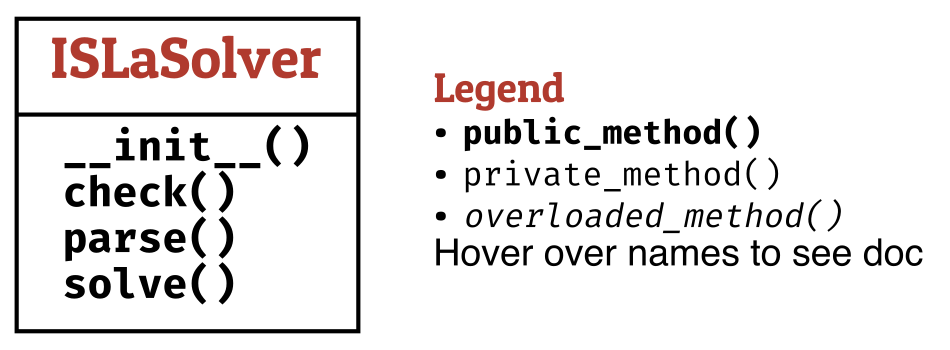 ISLaSolver
__init__()
check()
parse()
solve()
Legend
• public_method()
• private_method()
• overloaded_method()
Hover over names to see doc